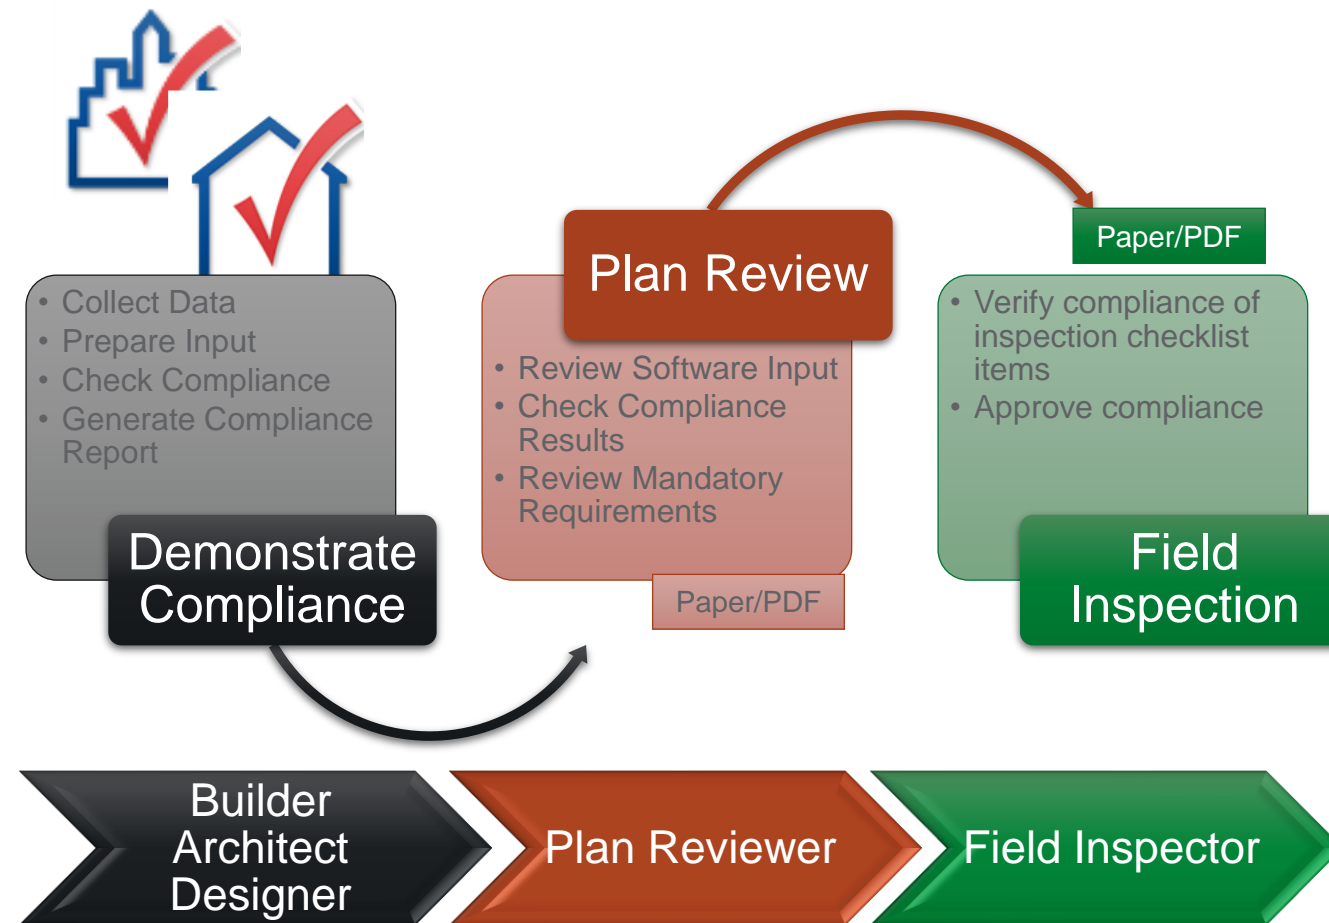 • Collect Data
• Prepare Input
• Check Compliance
• Generate Compliance
Report
Demonstrate
Compliance
Plan Review
• Review Software Input
• Check Compliance
Results
• Review Mandatory
Requirements
Paper/PDF
Paper/PDF
• Verify compliance of
inspection checklist
items
• Approve compliance
Field
Inspection
Builder
Architect
Designer
Plan Reviewer
Field Inspector